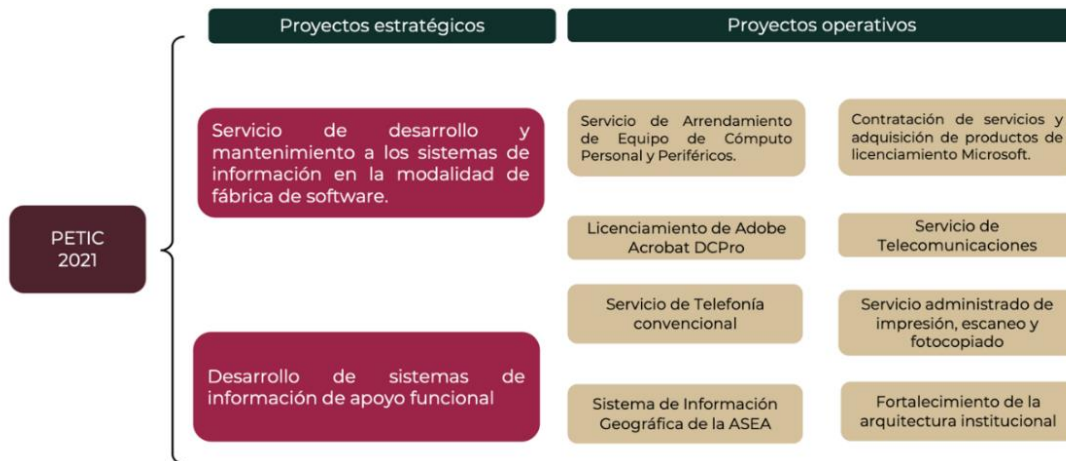 Proyectos estratégicos
Proyectos operativos
PETIC
2021
Servicio de desarrollo y
mantenimiento a los sistemas de
información en la modalidad de
fábrica de software.
Desarrollo de sistemas de
información de apoyo funcional
Servicio de Arrendamiento
de Equipo de Cómputo
Personal y Periféricos.
Contratación de servicios y
adquisición de productos de
licenciamiento Microsoft.
Licenciamiento de Adobe
Acrobat DCPro
Servicio de
Telecomunicaciones
Servicio de Telefonía
convencional
Servicio administrado de
impresión, escaneo y
fotocopiado
Sistema de Información
Geográfica de la ASEA
Fortalecimiento de la
arquitectura institucional